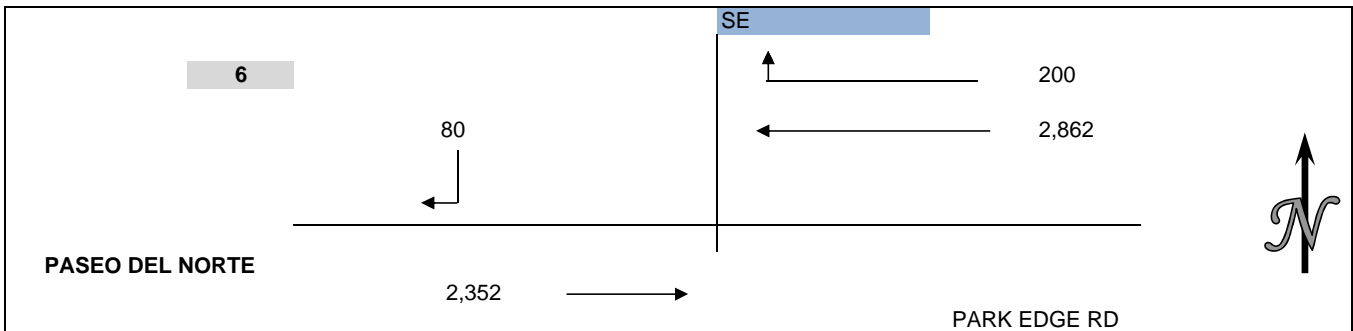 SE
6
200
80
2,862
N
PASEO DEL NORTE
2,352
PARK EDGE RD